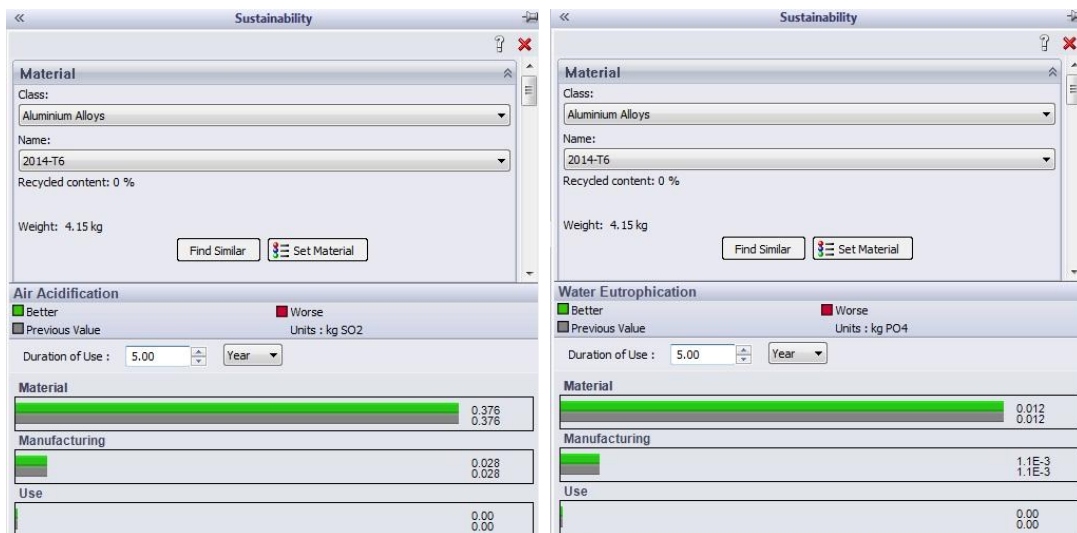 Sustainability
Material
Class:
Aluminium Alloys
Name:
2014-T6
Recycled content: 0 %
Weight: 4.15 kg
Find Similar Set Material
Air Acidification
Better Worse
Previous Value Units : kg SO2
Duration of Use : 5.00 Year
Material
0.376
0.376
Manufacturing
0.028
0.028
Use
0.00
0.00
Sustainability
Material
Class:
Aluminium Alloys
Name:
2014-T6
Recycled content: 0 %
Weight: 4.15 kg
Find Similar Set Material
Water Eutrophication
Better Worse
Previous Value Units : kg PO4
Duration of Use : 5.00 Year
Material
0.012
0.012
Manufacturing
1.1E-3
1.1E-3
Use
0.00
0.00